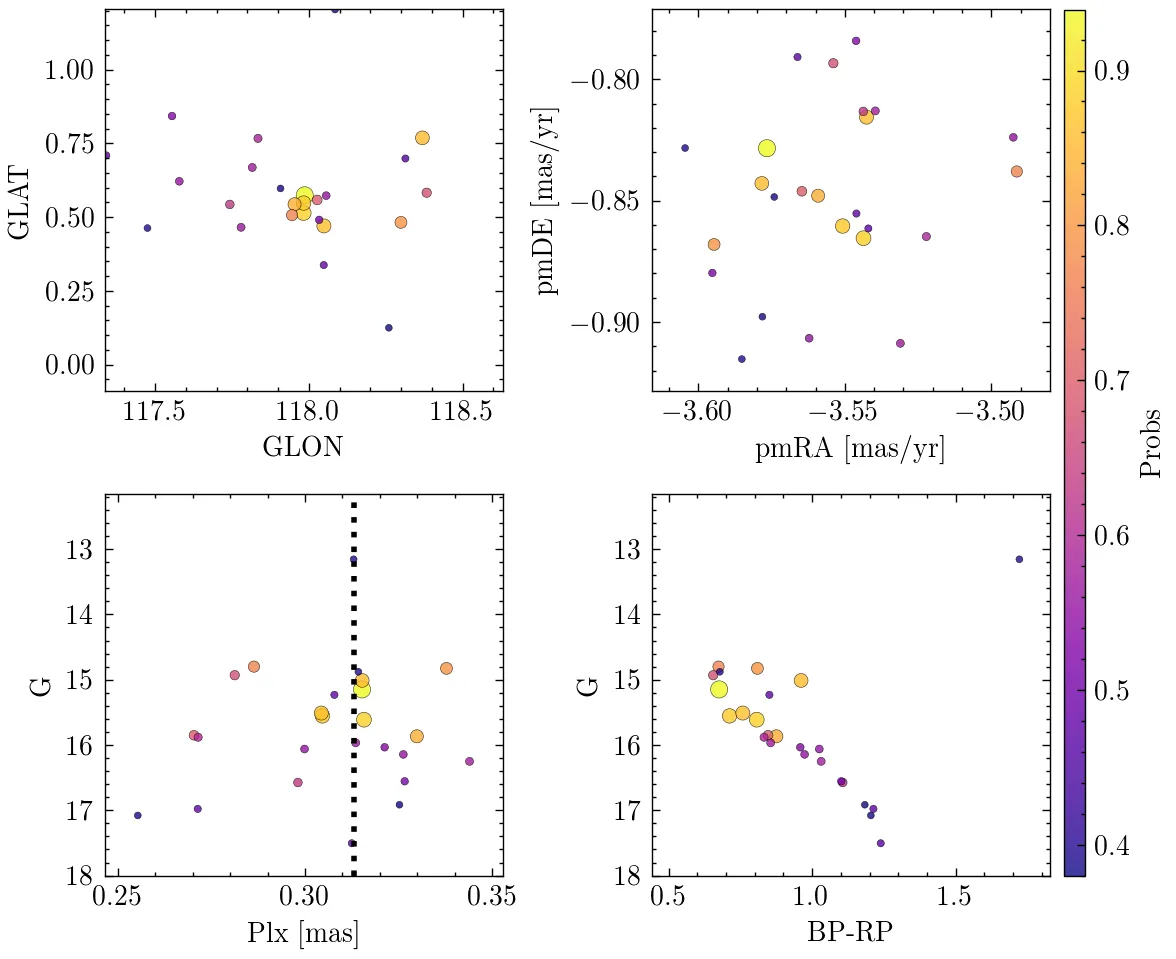 1.00
0.75
0.50
0.25
0.00
GLAT
117.5 118.0 118.5
GLON
−0.80
−0.85
−0.90
pmDE [mas/yr]
−3.60 −3.55 −3.50
pmRA [mas/yr]
13
14
15
16
17
18
G
0.25 0.30 0.35
Plx [mas]
13
14
15
16
17
18
G
0.5 1.0 1.5
BP-RP
0.9
0.8
0.7
0.6
0.5
0.4
Probs